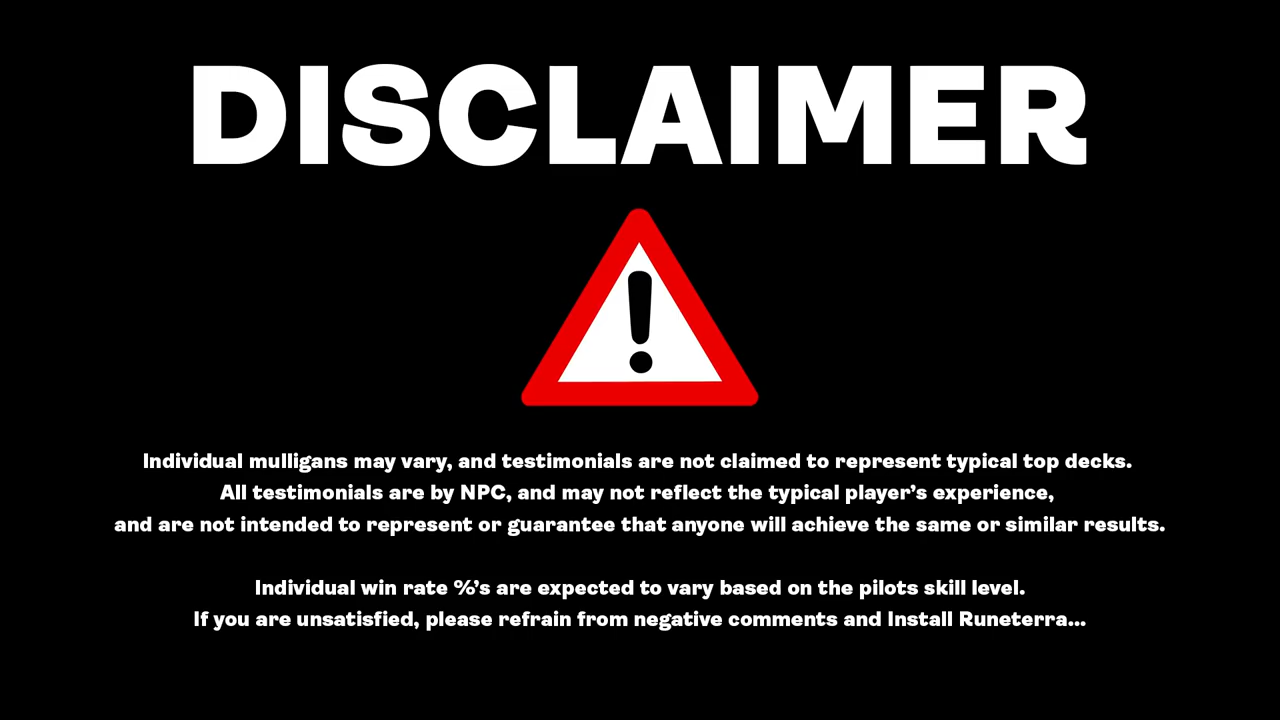 DISCLAIMER
Individual mulligans may vary, and testimonials are not claimed to represent typical top decks.
All testimonials are by NPC, and may not reflect the typical player's experience,
and are not intended to represent or guarantee that anyone will achieve the same or similar results.
Individual win rate %'s are expected to vary based on the pilots skill level.
If you are unsatisfied, please refrain from negative comments and Install Runeterra...